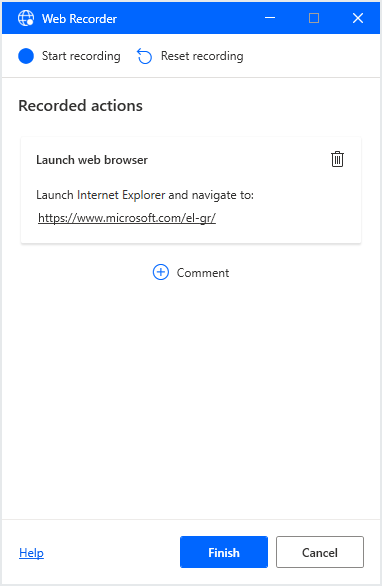 Web Recorder
Start recording Reset recording
Recorded actions
Launch web browser
Launch Internet Explorer and navigate to:
https://www.microsoft.com/el-gr/
Comment
Help Finish Cancel